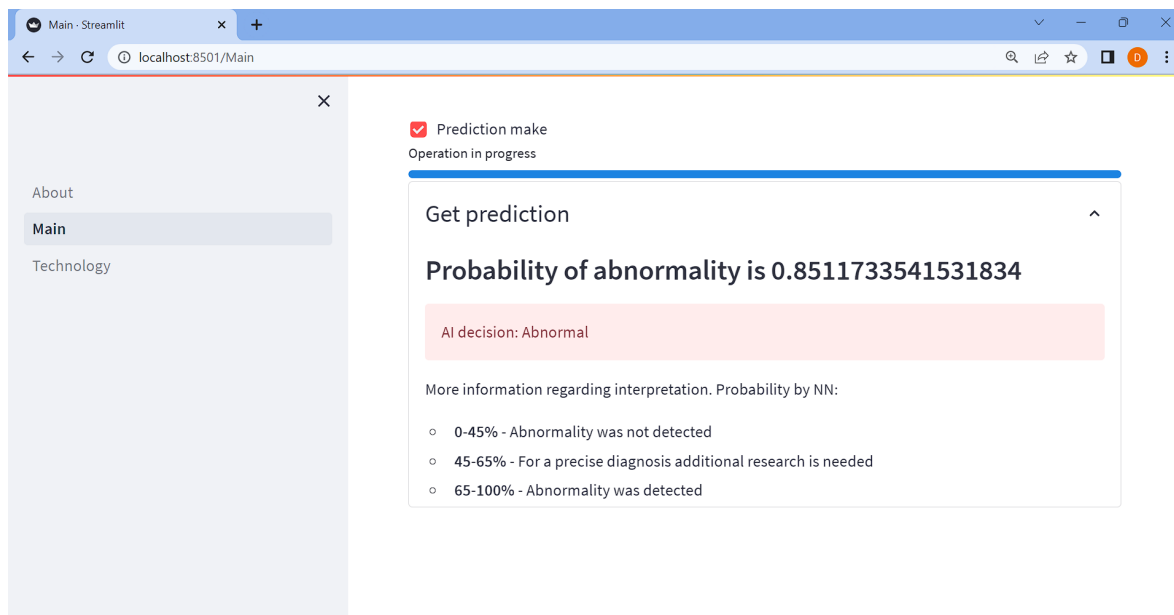 Main · Streamlit
localhost:8501/Main
D
About
Main
Technology
Prediction make
Operation in progress
Get prediction
Probability of abnormality is 0.8511733541531834
AI decision: Abnormal
More information regarding interpretation. Probability by NN:
0-45% - Abnormality was not detected
45-65% - For a precise diagnosis additional research is needed
65-100% - Abnormality was detected